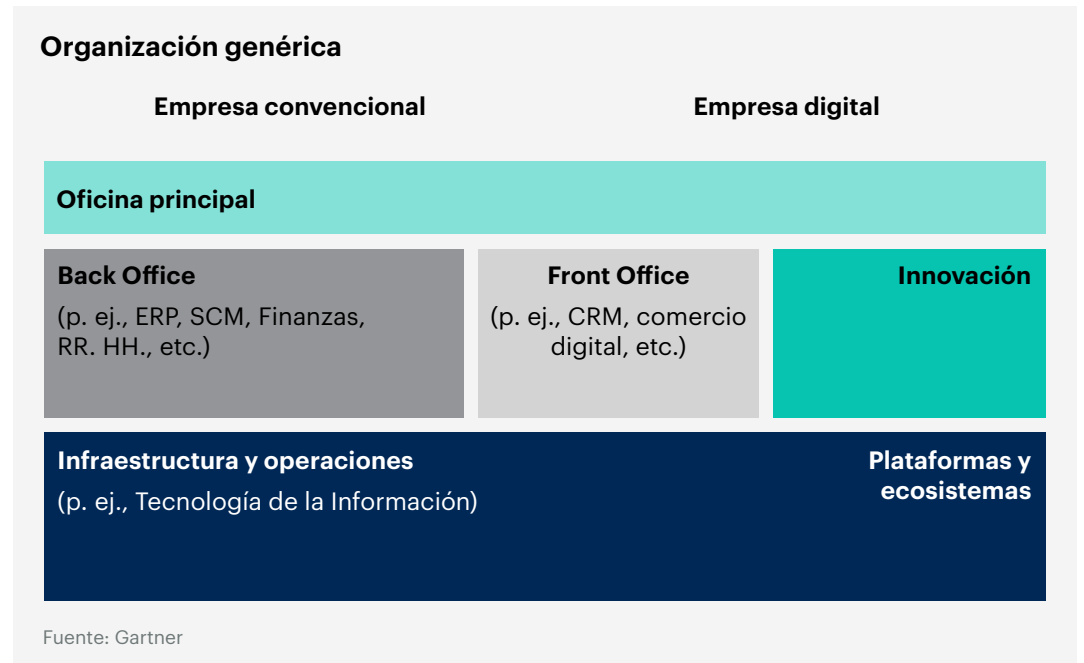 Organización genérica
Empresa convencional
Empresa digital
Oficina principal
Back Office
(p. ej., ERP, SCM, Finanzas,
RR. HH., etc.)
Front Office
(p. ej., CRM, comercio
digital, etc.)
Innovación
Infraestructura y operaciones
(p. ej., Tecnología de la Información)
Plataformas y
ecosistemas
Fuente: Gartner